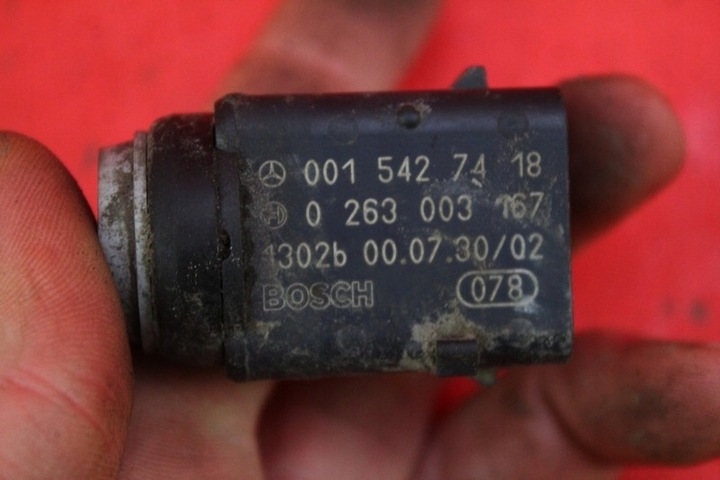 001 542 74 18
0 263 003 167
1302b 00.07.30/02
BOSCH 078